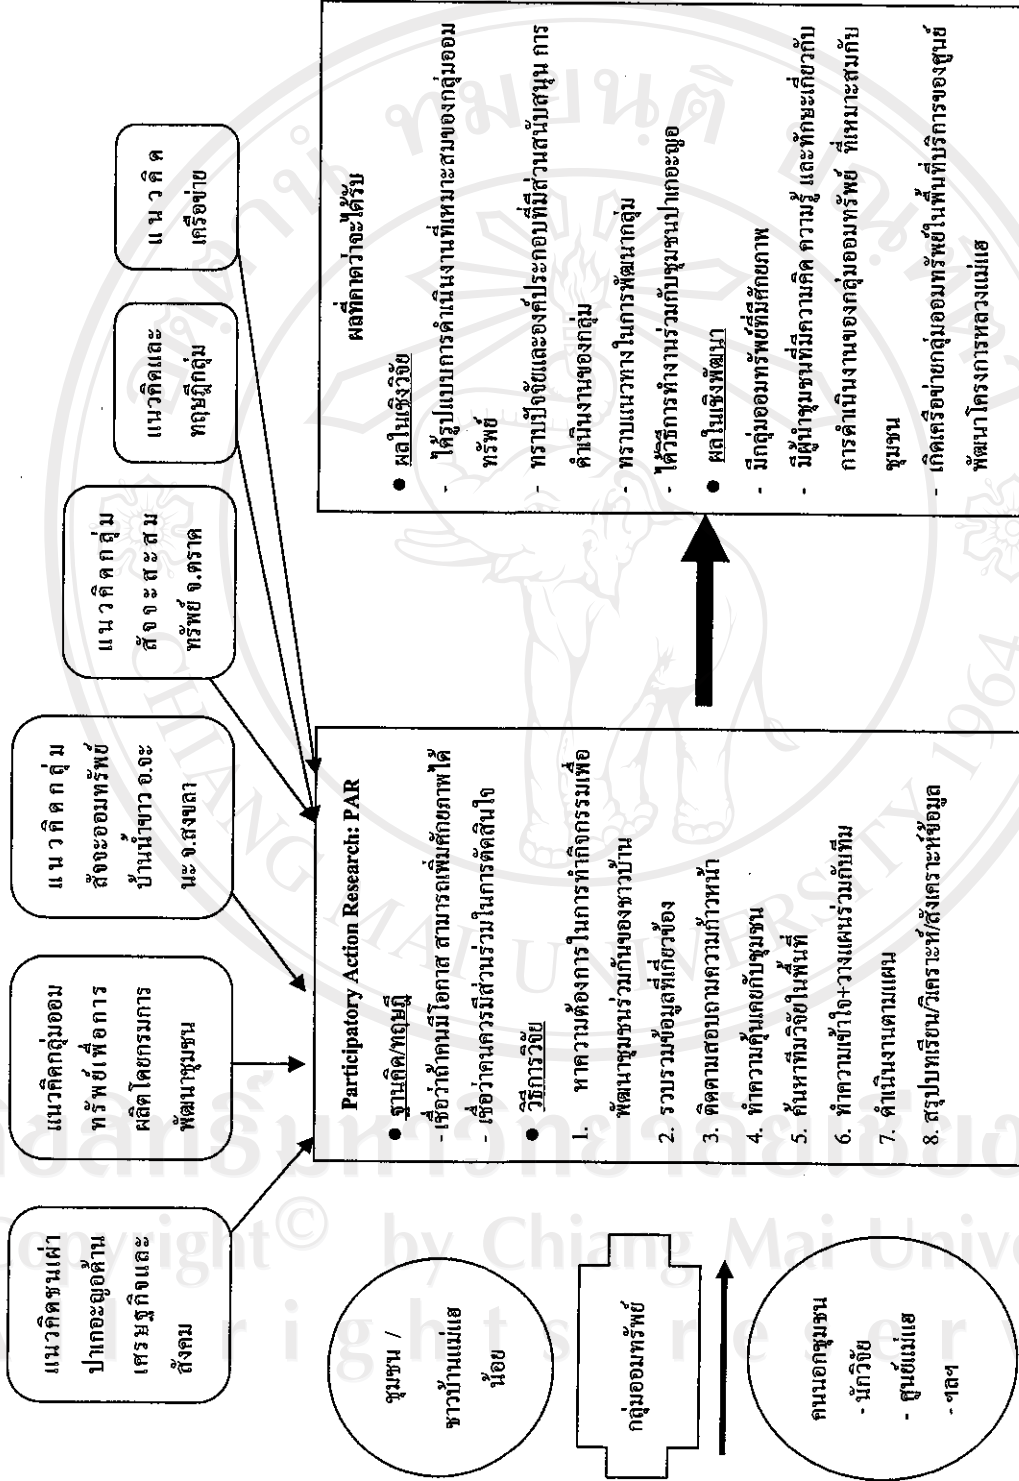 แนวคิดชนเผ่า
ปาเกอะญอด้าน
เศรษฐกิจและ
สังคม
แนวคิดกลุ่มออม
ทรัพย์เพื่อการ
ผลิตโดยกรมการ
พัฒนาชุมชน
แนวคิดกลุ่ม
สัจจะออมทรัพย์
บ้านน้ำขาว อ.จะ
นะ จ.สงขลา
แนวคิดกลุ่ม
สัจจะสะสม
ทรัพย์ จ.ตราด
แนวคิดและ
ทฤษฎีกลุ่ม
แนวคิด
เครือข่าย
ชุมชน /
ชาวบ้านแม่แฮ
น้อย
กลุ่มออมทรัพย์
คนนอกชุมชน
- นักวิจัย
- ศูนย์แม่แฮ
- ฯลฯ
Participatory Action Research: PAR
● ฐานคิด/ทฤษฎี
- เชื่อว่าถ้าคนมีโอกาส สามารถเพิ่มศักยภาพได้
- เชื่อว่าคนควรมีส่วนร่วมในการตัดสินใจ
● วิธีการวิจัย
1. หาความต้องการในการทำกิจกรรมเพื่อ
พัฒนาชุมชนร่วมกันของชาวบ้าน
2. รวบรวมข้อมูลที่เกี่ยวข้อง
3. ติดตามสอบถามความก้าวหน้า
4. ทำความคุ้นเคยกับชุมชน
5. ค้นหาทีมวิจัยในพื้นที่
6. ทำความเข้าใจ+วางแผนร่วมกับทีม
7. ดำเนินงานตามแผน
8. สรุปบทเรียน/วิเคราะห์/สังเคราะห์ข้อมูล
ผลที่คาดว่าจะได้รับ
● ผลในเชิงวิจัย
- ได้รูปแบบการดำเนินงานที่เหมาะสมของกลุ่มออม
ทรัพย์
- ทราบปัจจัยและองค์ประกอบที่มีส่วนสนับสนุน การ
ดำเนินงานของกลุ่ม
- ทราบแนวทางในการพัฒนากลุ่ม
- ได้วิธีการทำงานร่วมกับชุมชนปาเกอะญอ
● ผลในเชิงพัฒนา
- มีกลุ่มออมทรัพย์ที่มีศักยภาพ
- มีผู้นำชุมชนที่มีความคิด ความรู้ และทักษะเกี่ยวกับ
การดำเนินงานของกลุ่มออมทรัพย์ ที่เหมาะสมกับ
ชุมชน
- เกิดเครือข่ายกลุ่มออมทรัพย์ในพื้นที่บริการของศูนย์
พัฒนาโครงการหลวงแม่แฮ
CHIANG MAI UNIVERSITY 1964
by Chiang Mai